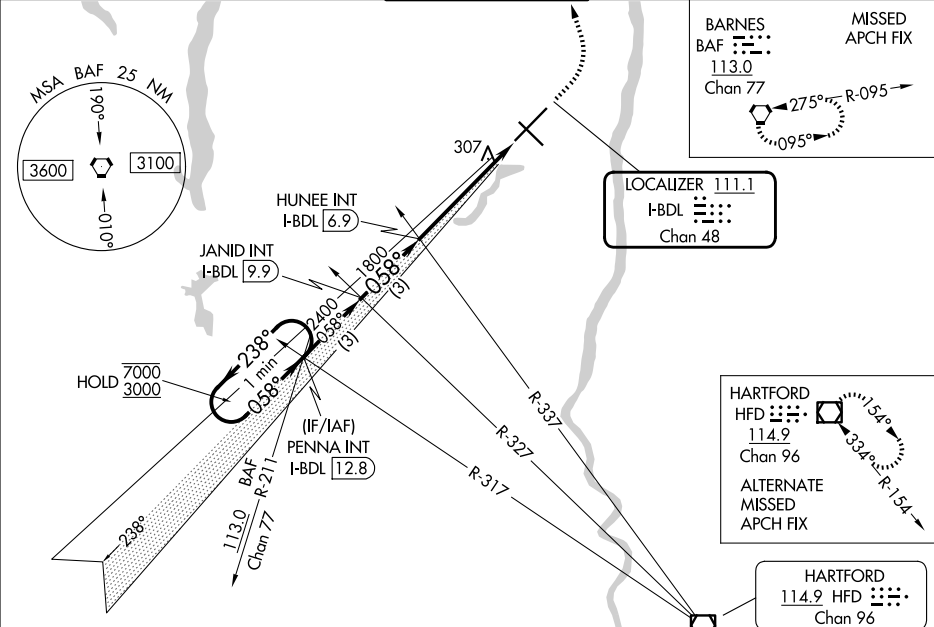 MSA BAF 25 NM
190°
3600
3100
010°
BARNES
BAF
113.0
Chan 77
MISSED
APCH FIX
275°
R-095
095°
307
LOCALIZER 111.1
I-BDL
Chan 48
HUNEE INT
I-BDL 6.9
JANID INT
I-BDL 9.9
1800
058°
(3)
2400
058°
(3)
238°
1 min
058°
HOLD 7000
3000
(IF/IAF)
PENNA INT
I-BDL 12.8
BAF
R-211
113.0
Chan 77
238°
R-337
R-327
R-317
HARTFORD
HFD
114.9
Chan 96
154°
334°
R-154
ALTERNATE
MISSED
APCH FIX
HARTFORD
114.9 HFD
Chan 96